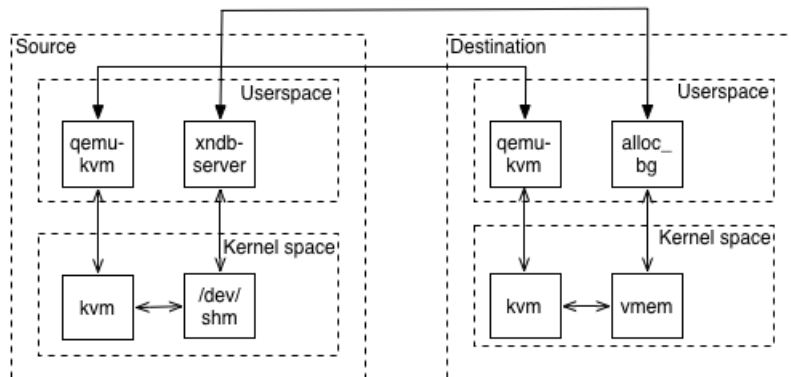 Source
Destination
Userspace
Userspace
qemu-
kvm
xndb-
server
qemu-
kvm
alloc_
bg
Kernel space
Kernel space
kvm
/dev/
shm
kvm
vmem